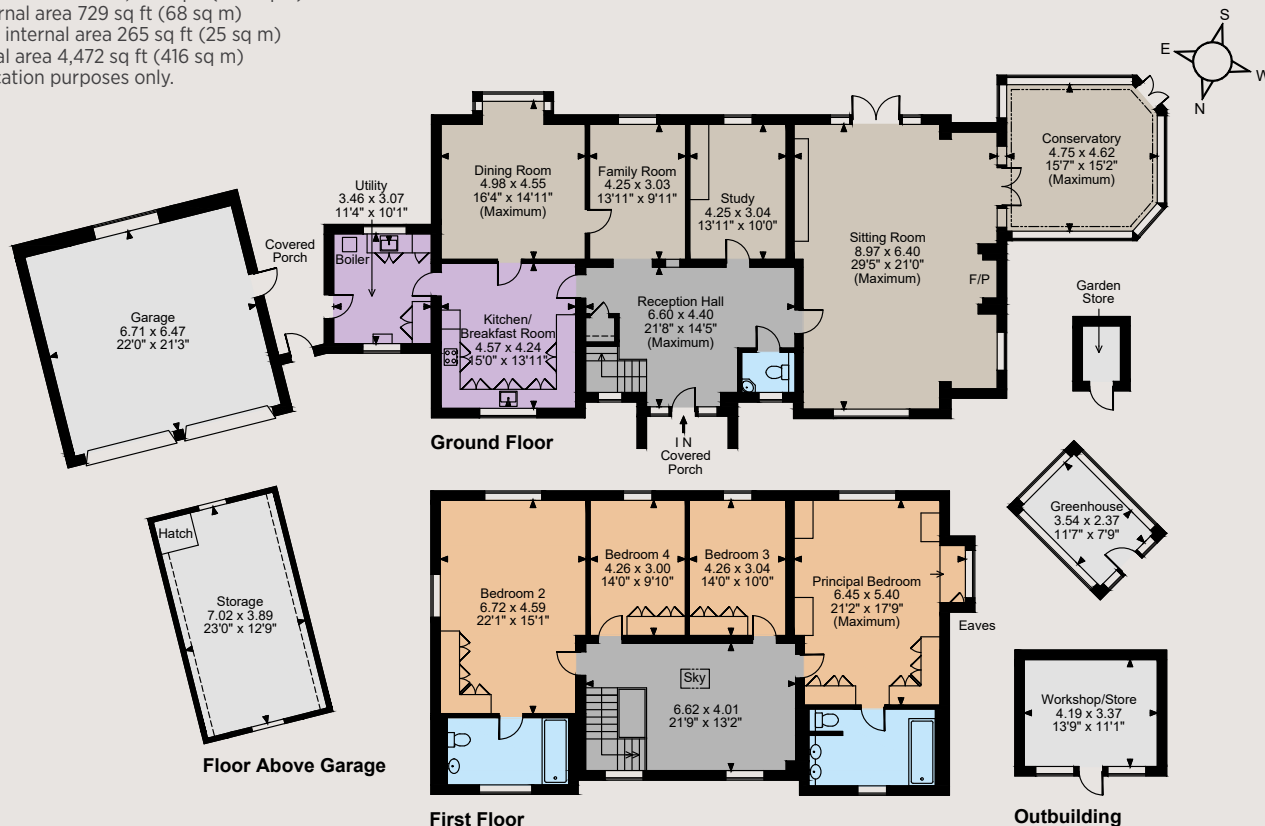 rnal area 729 sq ft (68 sq m)
internal area 265 sq ft (25 sq m)
al area 4,472 sq ft (416 sq m)
cation purposes only.
S
E
W
N
Utility
3.46 x 3.07
11'4" x 10'1"
Boiler
Covered
Porch
Garage
6.71 x 6.47
22'0" x 21'3"
Dining Room
4.98 x 4.55
16'4" x 14'11"
(Maximum)
Family Room
4.25 x 3.03
13'11" x 9'11"
Study
4.25 x 3.04
13'11" x 10'0"
Sitting Room
8.97 x 6.40
29'5" x 21'0"
(Maximum)
F/P
Conservatory
4.75 x 4.62
15'7" x 15'2"
(Maximum)
Kitchen/
Breakfast Room
4.57 x 4.24
15'0" x 13'11"
Reception Hall
6.60 x 4.40
21'8" x 14'5"
(Maximum)
Garden
Store
Ground Floor
I N
Covered
Porch
Hatch
Storage
7.02 x 3.89
23'0" x 12'9"
Floor Above Garage
Bedroom 2
6.72 x 4.59
22'1" x 15'1"
Bedroom 4
4.26 x 3.00
14'0" x 9'10"
Bedroom 3
4.26 x 3.04
14'0" x 10'0"
Principal Bedroom
6.45 x 5.40
21'2" x 17'9"
(Maximum)
Eaves
Sky
6.62 x 4.01
21'9" x 13'2"
First Floor
Greenhouse
3.54 x 2.37
11'7" x 7'9"
Workshop/Store
4.19 x 3.37
13'9" x 11'1"
Outbuilding